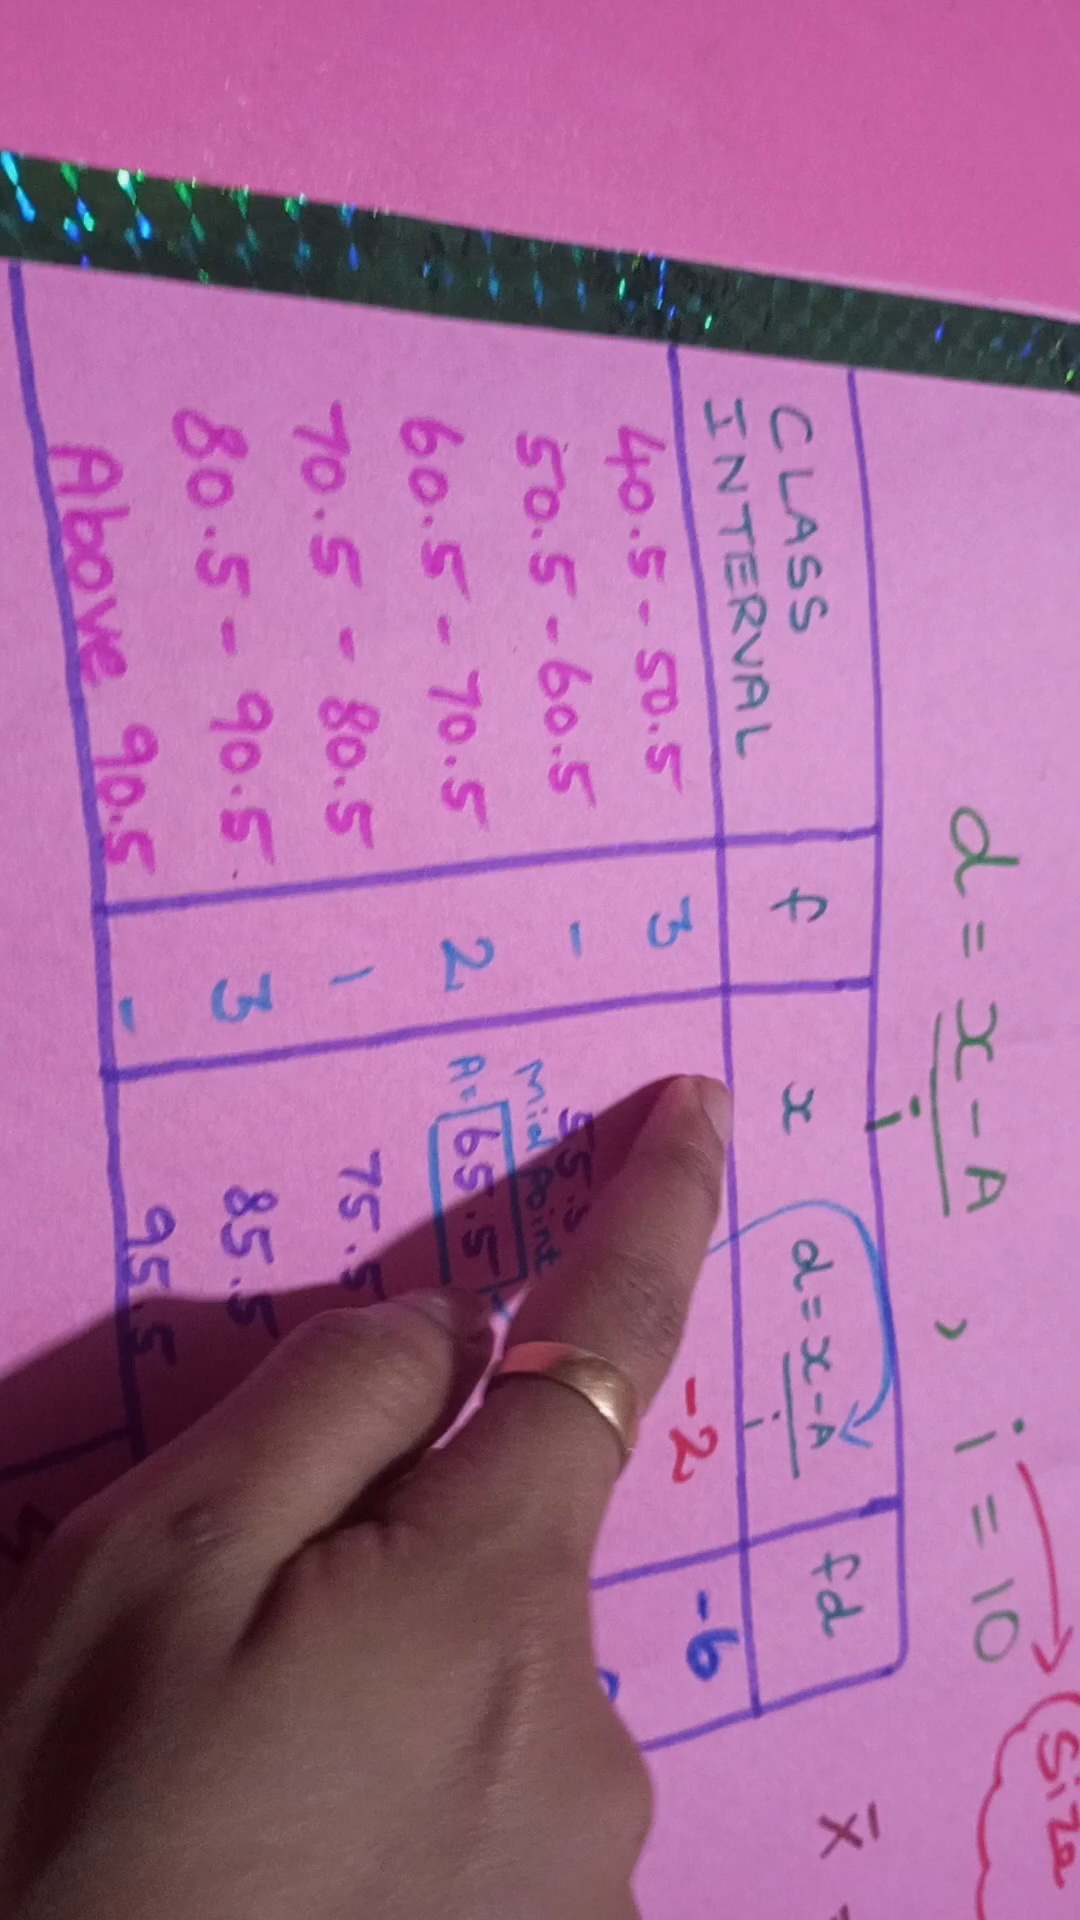 d = x - A , i = 10
i
Size
CLASS INTERVAL f x d = x - A fd
i
40.5 - 50.5 3 -2 -6
50.5 - 60.5 - 55.5
Mid point
60.5 - 70.5 2 A = 65.5
70.5 - 80.5 1 75.5
80.5 - 90.5 3 85.5
Above 90.5 - 95.5
x̄ =